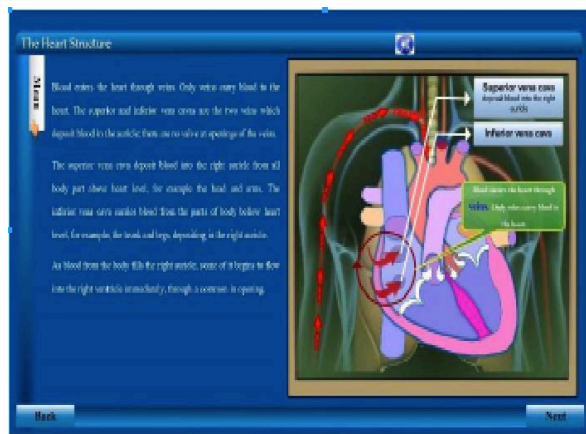 The Heart Structure
Menu
Blood enters the heart through veins. Only veins carry blood to the
heart. The superior and inferior vena cavas are the two veins which
deposit blood in the auricle; there are no valve at openings of the veins.
The superior vena cava deposit blood into the right auricle from all
body part above heart level, for example the head and arms. The
inferior vena cava carries blood from the parts of body bellow heart
level, for example, the trunk and legs, depositing in the right auricle.
As blood from the body fills the right auricle, some of it begins to flow
into the right ventricle immediately, through a common in opening.
Superior vena cava
deposit blood into the right
auricle
Inferior vena cava
Blood enters the heart through
veins. Only veins carry blood to
the heart
Back
Next